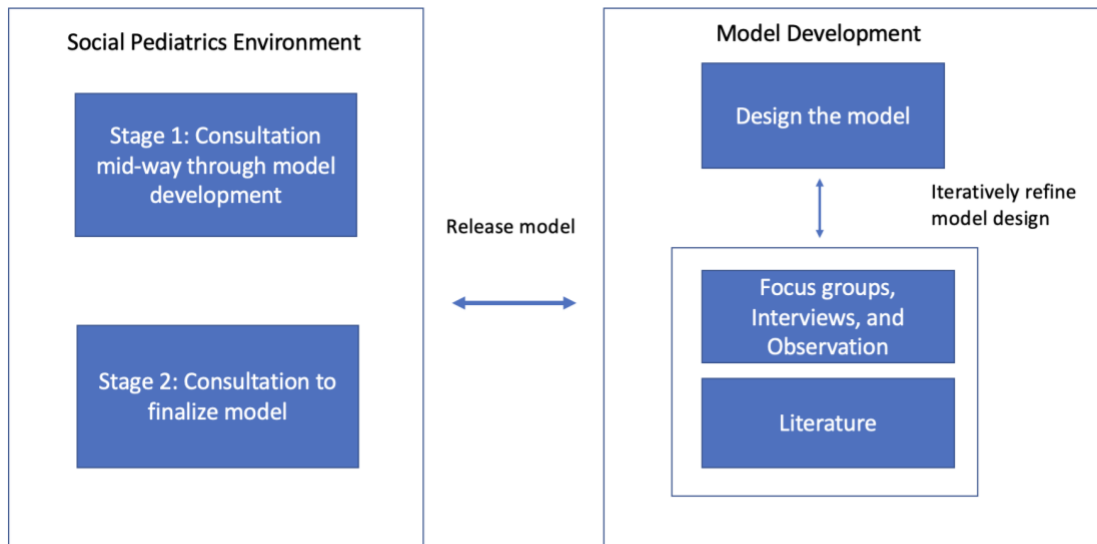 Social Pediatrics Environment
Stage 1: Consultation
mid-way through model
development
Stage 2: Consultation to
finalize model
Release model
Model Development
Design the model
Iteratively refine
model design
Focus groups,
Interviews, and
Observation
Literature